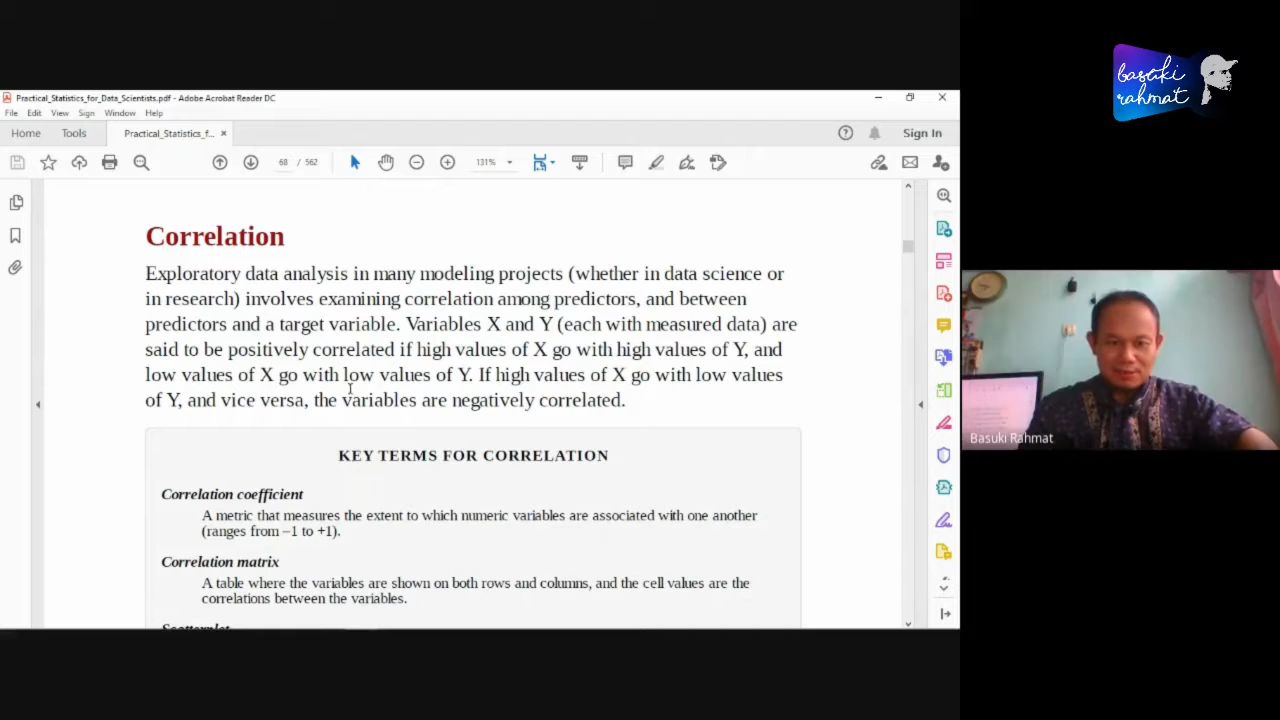 basuki
rahmat
Practical_Statistics_for_Data_Scientists.pdf - Adobe Acrobat Reader DC
File Edit View Sign Window Help
Home Tools Practical_Statistics_f... × Sign In
68 / 562 131%
Correlation
Exploratory data analysis in many modeling projects (whether in data science or
in research) involves examining correlation among predictors, and between
predictors and a target variable. Variables X and Y (each with measured data) are
said to be positively correlated if high values of X go with high values of Y, and
low values of X go with low values of Y. If high values of X go with low values
of Y, and vice versa, the variables are negatively correlated.
KEY TERMS FOR CORRELATION
Correlation coefficient
A metric that measures the extent to which numeric variables are associated with one another
(ranges from –1 to +1).
Correlation matrix
A table where the variables are shown on both rows and columns, and the cell values are the
correlations between the variables.
Scatterplot
Basuki Rahmat